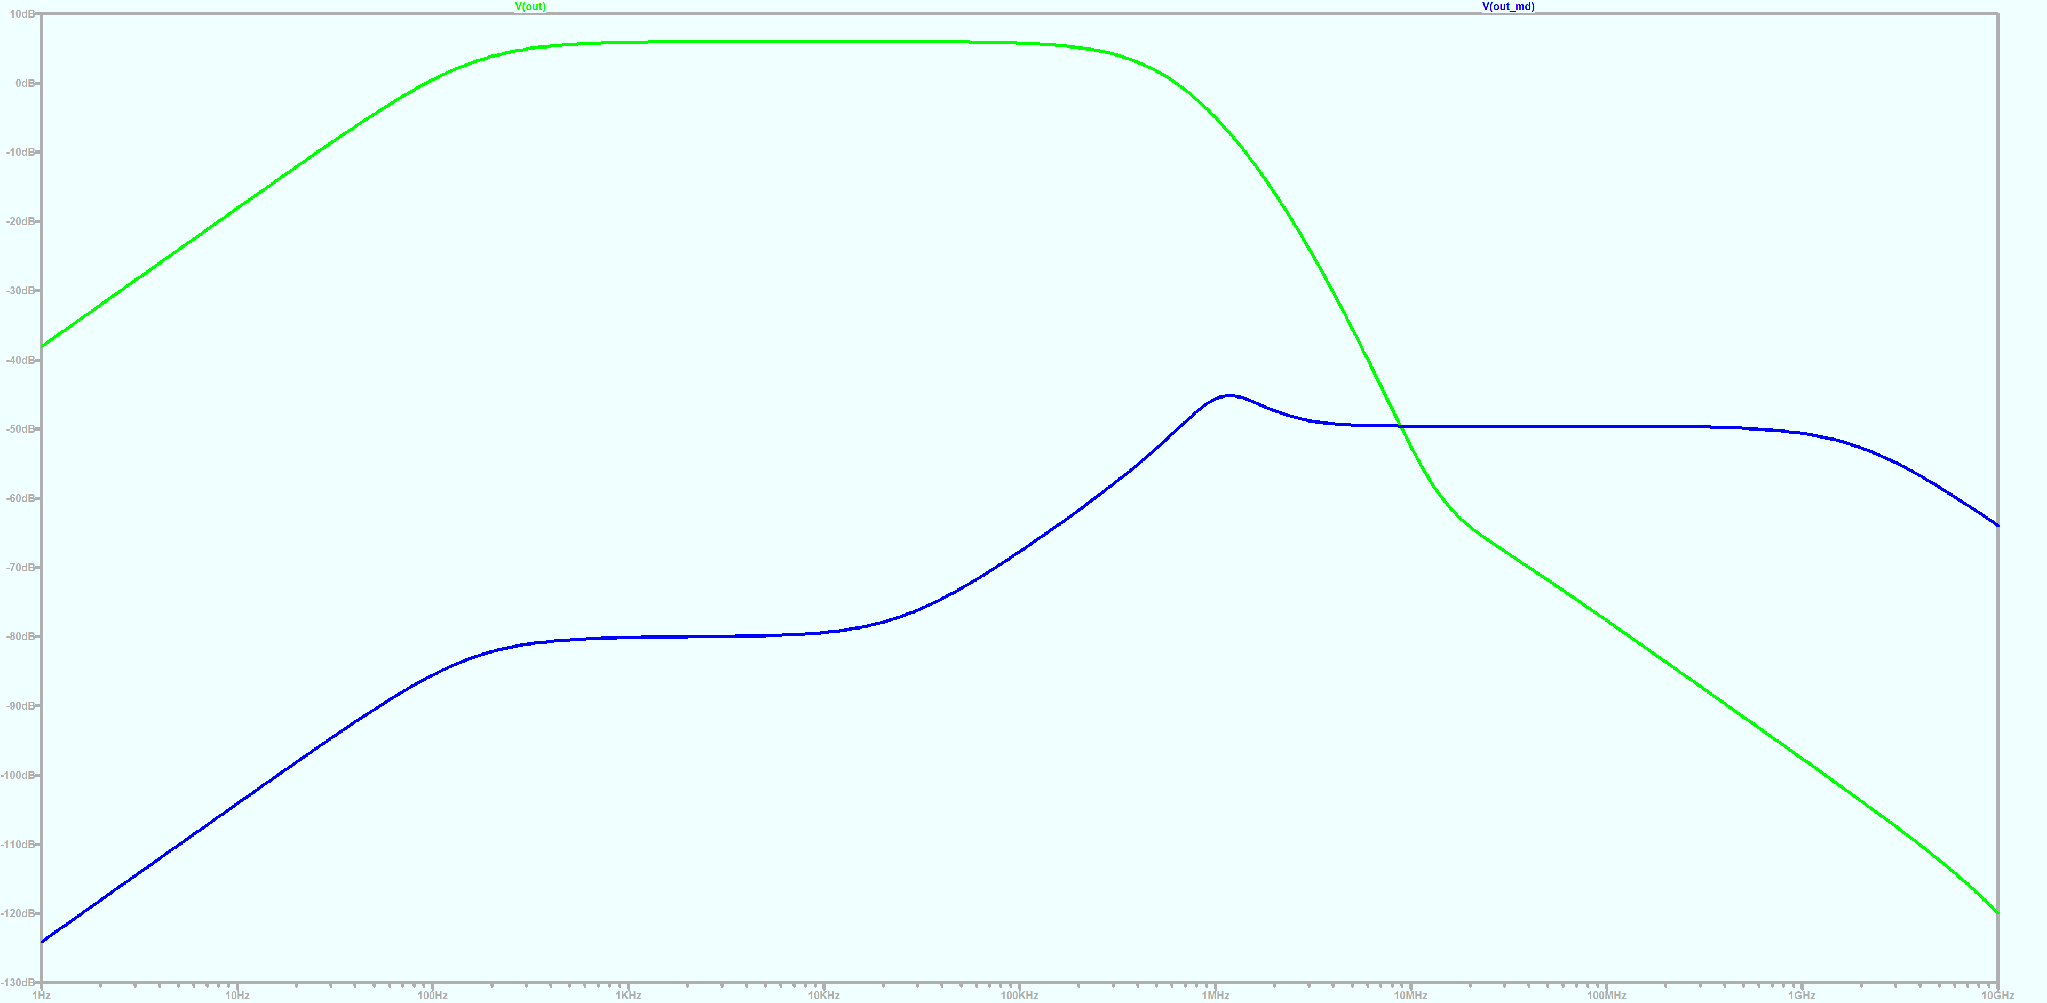 V(out) V(out_md)
10dB
0dB
-10dB
-20dB
-30dB
-40dB
-50dB
-60dB
-70dB
-80dB
-90dB
-100dB
-110dB
-120dB
-130dB
1Hz 10Hz 100Hz 1KHz 10KHz 100KHz 1MHz 10MHz 100MHz 1GHz 10GHz